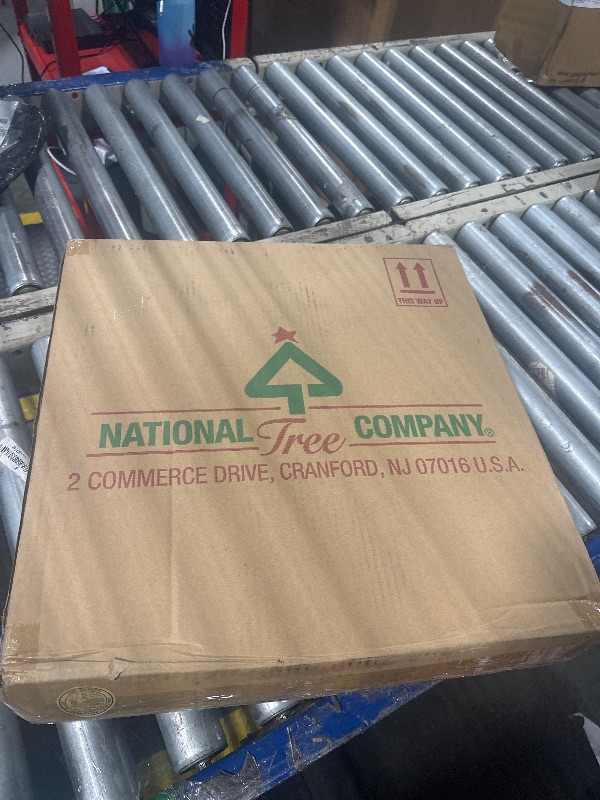 THIS WAY UP
NATIONAL Tree COMPANY®
2 COMMERCE DRIVE, CRANFORD, NJ 07016 U.S.A.